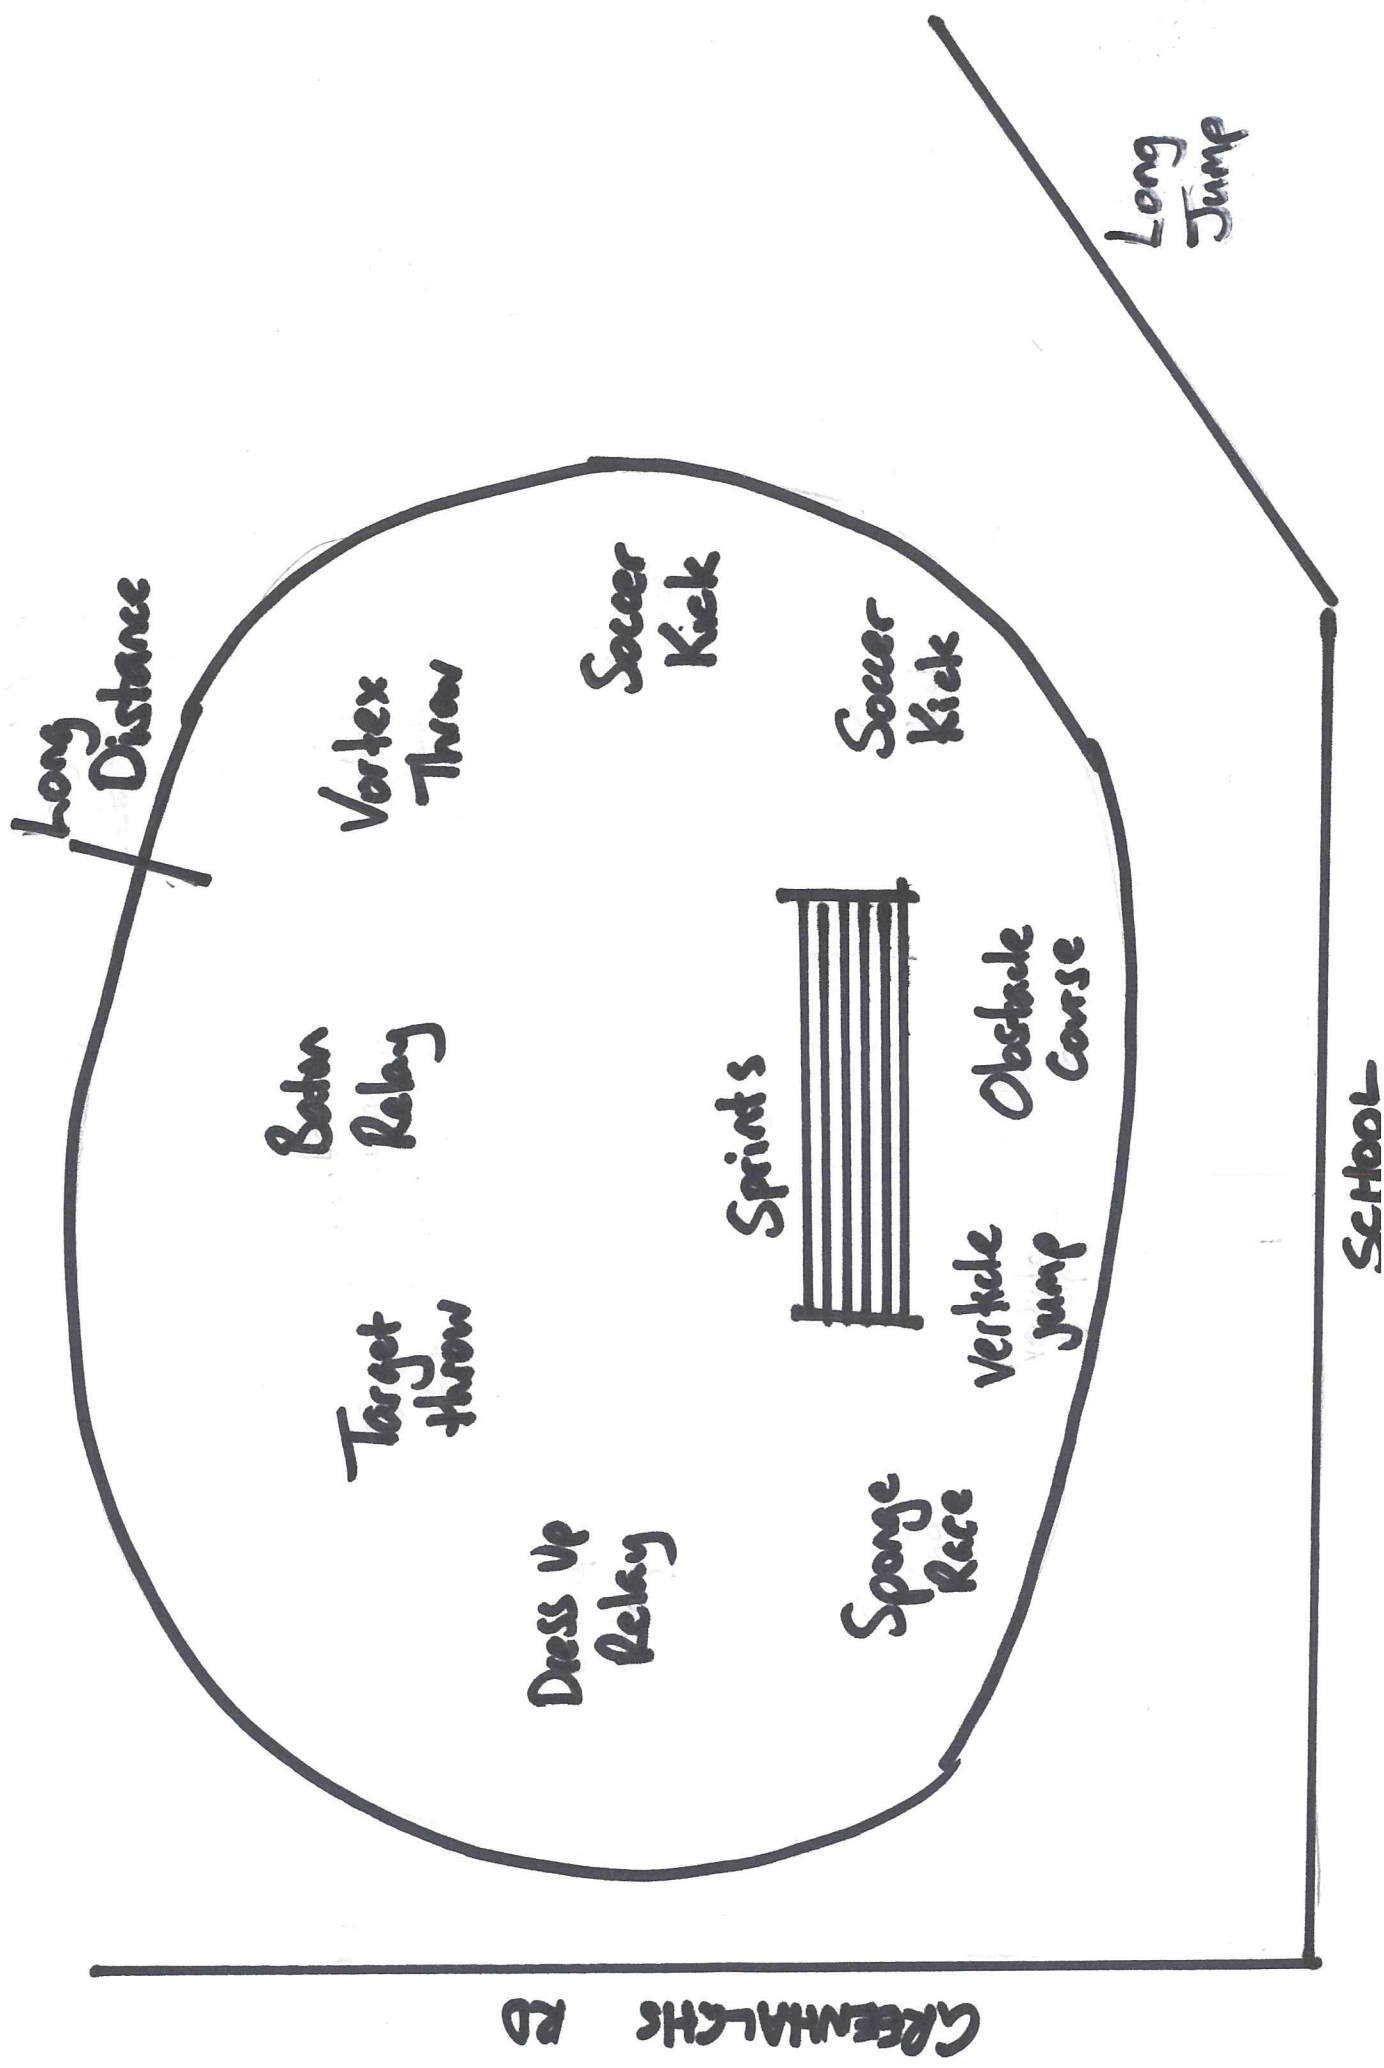 Long
Distance
Baton
Relay
Vortex
Throw
Target
throw
Dress Up
Relay
Soccer
Kick
Sprints
Soccer
Kick
Sponge
Race
Verticle
jump
Obstacle
Course
Long
Jump
GREENHALGHS RD
SCHOOL